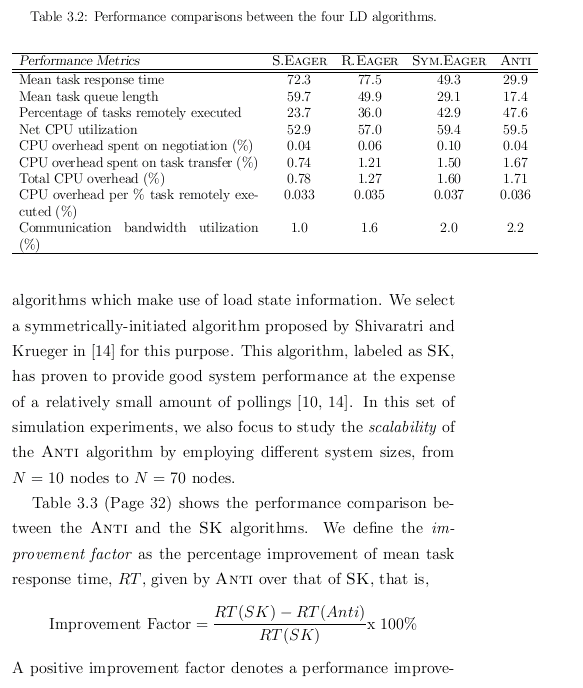 Table 3.2: Performance comparisons between the four LD algorithms.
Performance Metrics S.Eager R.Eager Sym.Eager Anti
Mean task response time 72.3 77.5 49.3 29.9
Mean task queue length 59.7 49.9 29.1 17.4
Percentage of tasks remotely executed 23.7 36.0 42.9 47.6
Net CPU utilization 52.9 57.0 59.4 59.5
CPU overhead spent on negotiation (%) 0.04 0.06 0.10 0.04
CPU overhead spent on task transfer (%) 0.74 1.21 1.50 1.67
Total CPU overhead (%) 0.78 1.27 1.60 1.71
CPU overhead per % task remotely exe- 0.033 0.035 0.037 0.036
cuted (%)
Communication bandwidth utilization 1.0 1.6 2.0 2.2
(%)
algorithms which make use of load state information. We select
a symmetrically-initiated algorithm proposed by Shivaratri and
Krueger in [14] for this purpose. This algorithm, labeled as SK,
has proven to provide good system performance at the expense
of a relatively small amount of pollings [10, 14]. In this set of
simulation experiments, we also focus to study the scalability of
the Anti algorithm by employing different system sizes, from
N = 10 nodes to N = 70 nodes.
Table 3.3 (Page 32) shows the performance comparison be-
tween the Anti and the SK algorithms. We define the im-
provement factor as the percentage improvement of mean task
response time, RT, given by Anti over that of SK, that is,
Improvement Factor = RT(SK) − RT(Anti) / RT(SK) x 100%
A positive improvement factor denotes a performance improve-